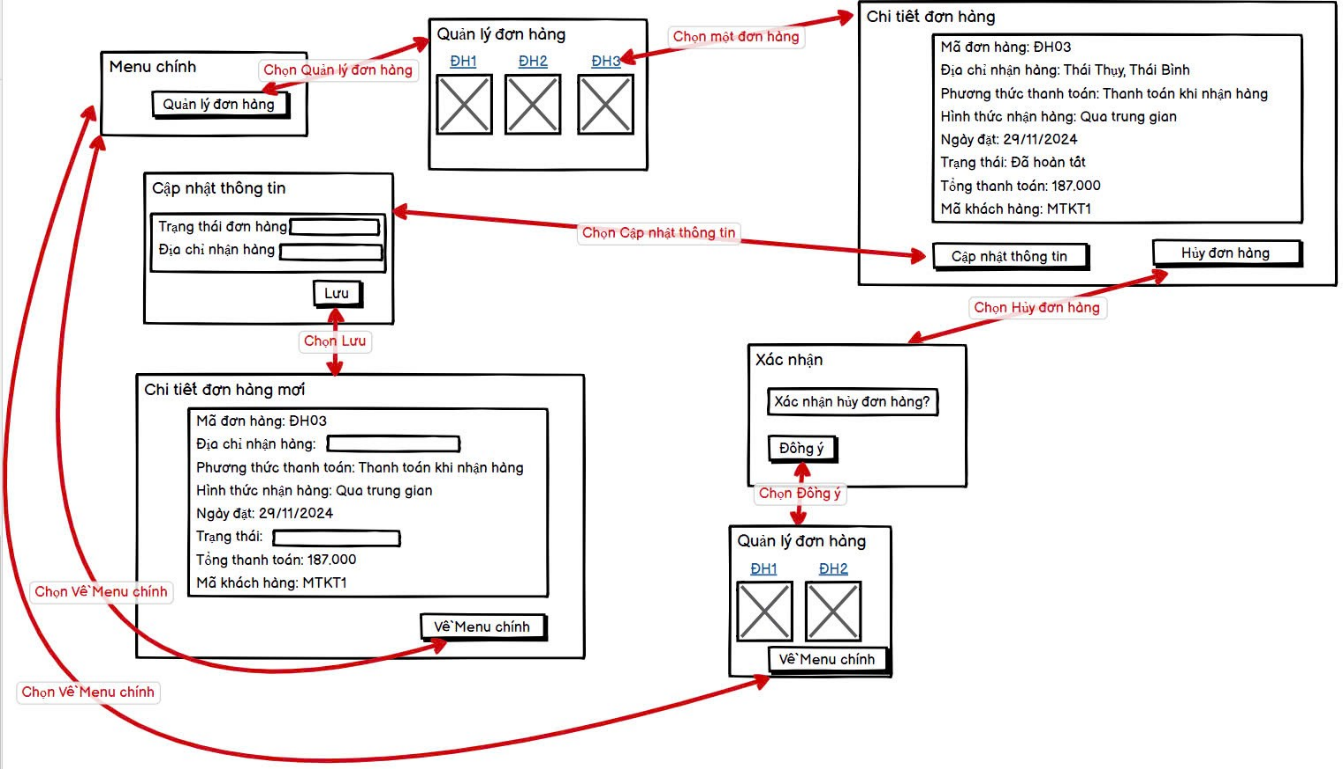 Menu chính
Quản lý đơn hàng
Chọn Quản lý đơn hàng
Quản lý đơn hàng
ĐH1 ĐH2 ĐH3
Chọn một đơn hàng
Chi tiết đơn hàng
Mã đơn hàng: ĐH03
Địa chỉ nhận hàng: Thái Thụy, Thái Bình
Phương thức thanh toán: Thanh toán khi nhận hàng
Hình thức nhận hàng: Qua trung gian
Ngày đặt: 29/11/2024
Trạng thái: Đã hoàn tất
Tổng thanh toán: 187.000
Mã khách hàng: MTKT1
Cập nhật thông tin
Hủy đơn hàng
Chọn Cập nhật thông tin
Cập nhật thông tin
Trạng thái đơn hàng
Địa chỉ nhận hàng
Lưu
Chọn Lưu
Chi tiết đơn hàng mới
Mã đơn hàng: ĐH03
Địa chỉ nhận hàng:
Phương thức thanh toán: Thanh toán khi nhận hàng
Hình thức nhận hàng: Qua trung gian
Ngày đặt: 29/11/2024
Trạng thái:
Tổng thanh toán: 187.000
Mã khách hàng: MTKT1
Về Menu chính
Chọn Về Menu chính
Chọn Hủy đơn hàng
Xác nhận
Xác nhận hủy đơn hàng?
Đồng ý
Chọn Đồng ý
Quản lý đơn hàng
ĐH1 ĐH2
Về Menu chính
Chọn Về Menu chính